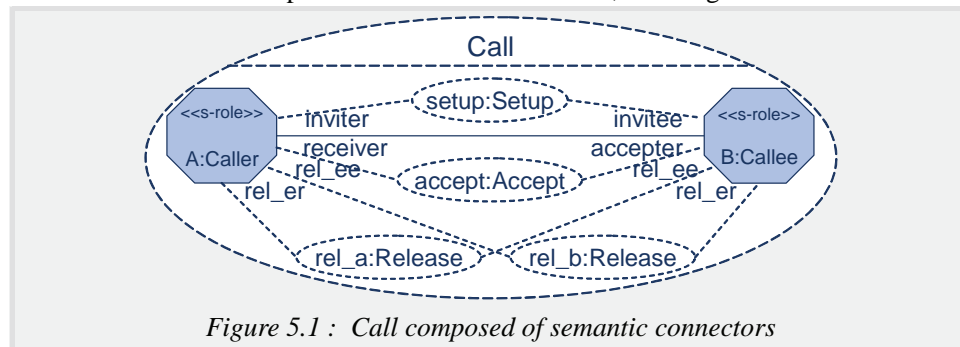 Call
setup:Setup
<<s-role>>
<<s-role>>
inviter
invitee
receiver
accepter
A:Caller
B:Callee
rel_ee
rel_ee
accept:Accept
rel_er
rel_er
rel_a:Release
rel_b:Release
Figure 5.1 : Call composed of semantic connectors